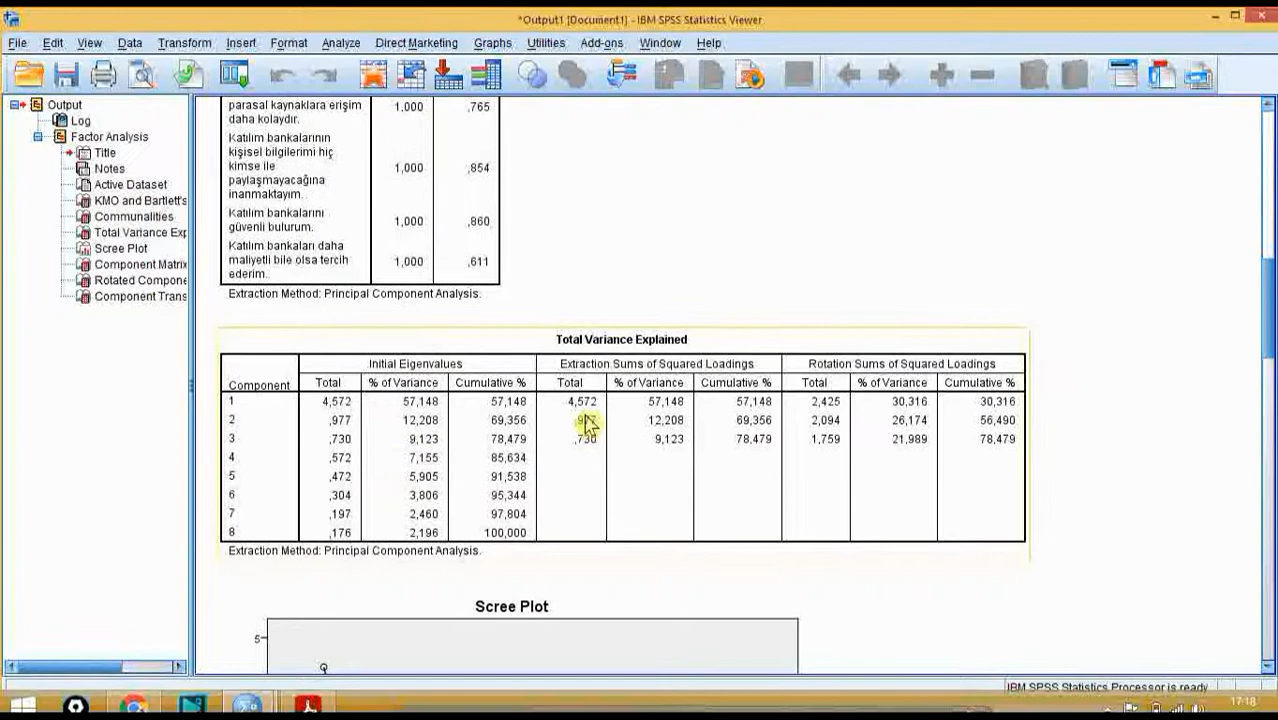 *Output1 [Document1] - IBM SPSS Statistics Viewer
File Edit View Data Transform Insert Format Analyze Direct Marketing Graphs Utilities Add-ons Window Help
Output
Log
Factor Analysis
Title
Notes
Active Dataset
KMO and Bartlett's
Communalities
Total Variance Exp
Scree Plot
Component Matrix
Rotated Compone
Component Trans
parasal kaynaklara erişim
daha kolaydır.
1,000 ,765
Katılım bankalarının
kişisel bilgilerimi hiç
kimse ile
paylaşmayacağına
inanmaktayım.
1,000 ,854
Katılım bankalarını
güvenli bulurum.
1,000 ,860
Katılım bankaları daha
maliyetli bile olsa tercih
ederim.
1,000 ,611
Extraction Method: Principal Component Analysis.
Total Variance Explained
Initial Eigenvalues Extraction Sums of Squared Loadings Rotation Sums of Squared Loadings
Component Total % of Variance Cumulative % Total % of Variance Cumulative % Total % of Variance Cumulative %
1 4,572 57,148 57,148 4,572 57,148 57,148 2,425 30,316 30,316
2 ,977 12,208 69,356 12,208 69,356 2,094 26,174 56,490
3 ,730 9,123 78,479 ,730 9,123 78,479 1,759 21,989 78,479
4 ,572 7,155 85,634
5 ,472 5,905 91,538
6 ,304 3,806 95,344
7 ,197 2,460 97,804
8 ,176 2,196 100,000
Extraction Method: Principal Component Analysis.
Scree Plot
5
IBM SPSS Statistics Processor is ready
17:18